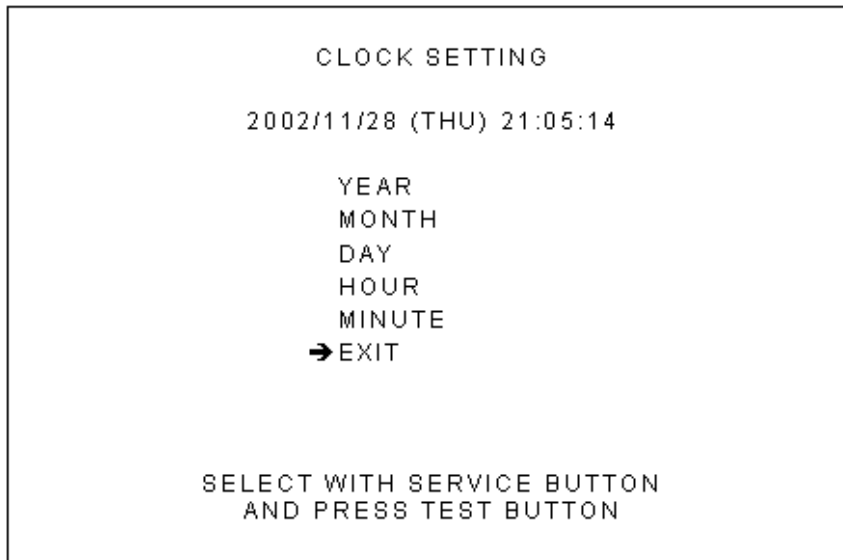 CLOCK SETTING
2002/11/28 (THU) 21:05:14
YEAR
MONTH
DAY
HOUR
MINUTE
➔EXIT
SELECT WITH SERVICE BUTTON
AND PRESS TEST BUTTON